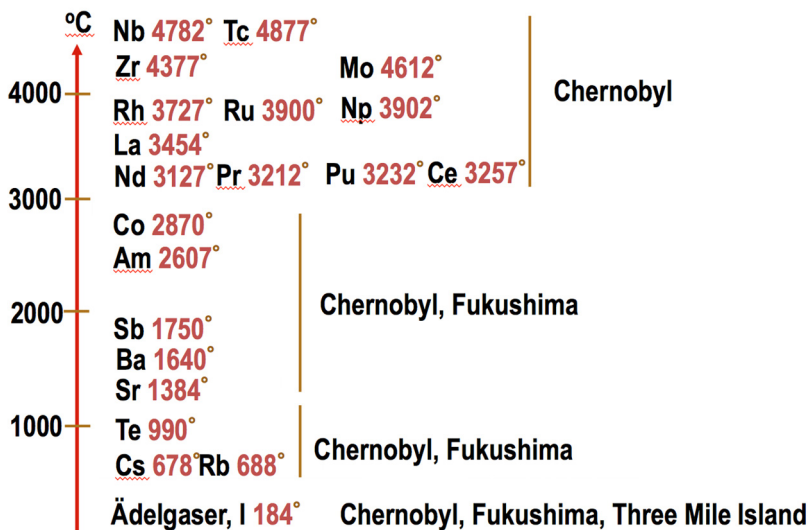 °C
Nb 4782° Tc 4877°
Zr 4377° Mo 4612°
4000
Chernobyl
Rh 3727° Ru 3900° Np 3902°
La 3454°
Nd 3127° Pr 3212° Pu 3232° Ce 3257°
3000
Co 2870°
Am 2607°
2000
Chernobyl, Fukushima
Sb 1750°
Ba 1640°
Sr 1384°
1000
Te 990°
Chernobyl, Fukushima
Cs 678° Rb 688°
Ädelgaser, I 184° Chernobyl, Fukushima, Three Mile Island